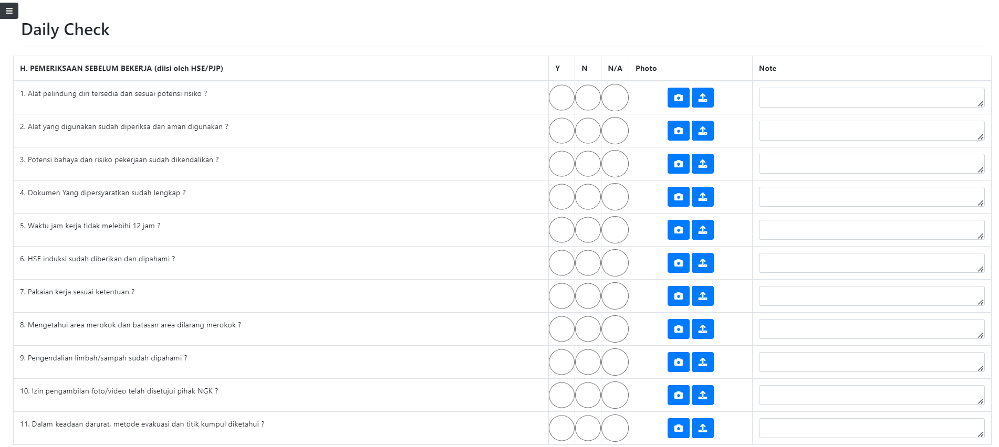 Daily Check
H. PEMERIKSAAN SEBELUM BEKERJA (diisi oleh HSE/PJP) Y N N/A Photo Note
1. Alat pelindung diri tersedia dan sesuai potensi risiko ?
2. Alat yang digunakan sudah diperiksa dan aman digunakan ?
3. Potensi bahaya dan risiko pekerjaan sudah dikendalikan ?
4. Dokumen Yang dipersyaratkan sudah lengkap ?
5. Waktu jam kerja tidak melebihi 12 jam ?
6. HSE induksi sudah diberikan dan dipahami ?
7. Pakaian kerja sesuai ketentuan ?
8. Mengetahui area merokok dan batasan area dilarang merokok ?
9. Pengendalian limbah/sampah sudah dipahami ?
10. Izin pengambilan foto/video telah disetujui pihak NGK ?
11. Dalam keadaan darurat, metode evakuasi dan titik kumpul diketahui ?